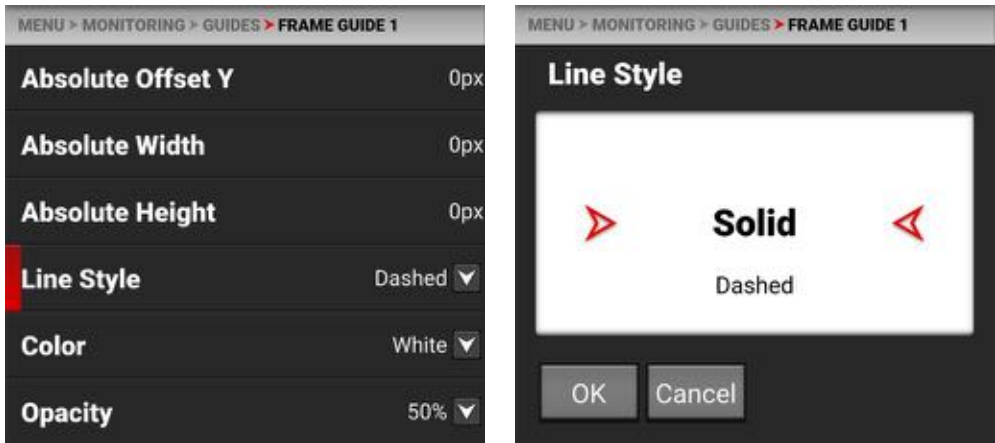 MENU > MONITORING > GUIDES > FRAME GUIDE 1
Absolute Offset Y 0px
Absolute Width 0px
Absolute Height 0px
Line Style Dashed
Color White
Opacity 50%
MENU > MONITORING > GUIDES > FRAME GUIDE 1
Line Style
Solid
Dashed
OK Cancel